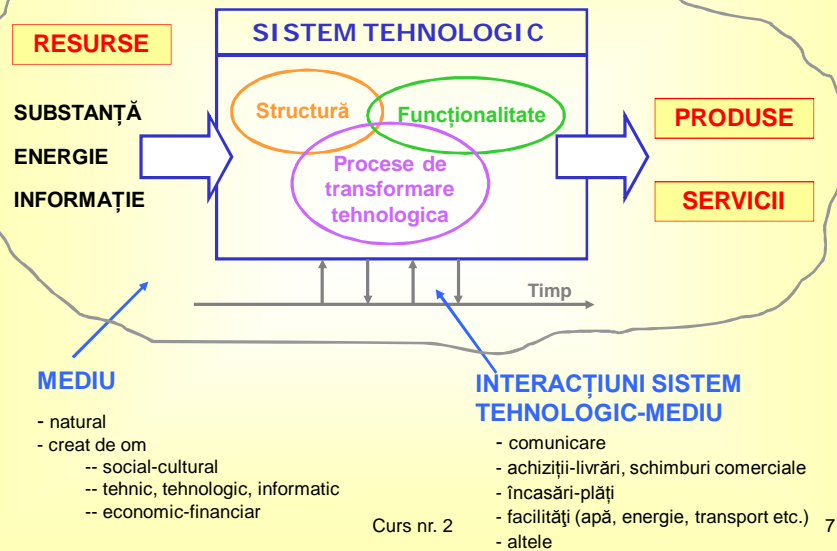 SISTEM TEHNOLOGIC
RESURSE
SUBSTANȚĂ
ENERGIE
INFORMAȚIE
Structură
Funcționalitate
Procese de
transformare
tehnologica
PRODUSE
SERVICII
Timp
MEDIU
- natural
- creat de om
-- social-cultural
-- tehnic, tehnologic, informatic
-- economic-financiar
INTERACȚIUNI SISTEM
TEHNOLOGIC-MEDIU
- comunicare
- achiziții-livrări, schimburi comerciale
- încasări-plăți
- facilităţi (apă, energie, transport etc.)
- altele
Curs nr. 2
7